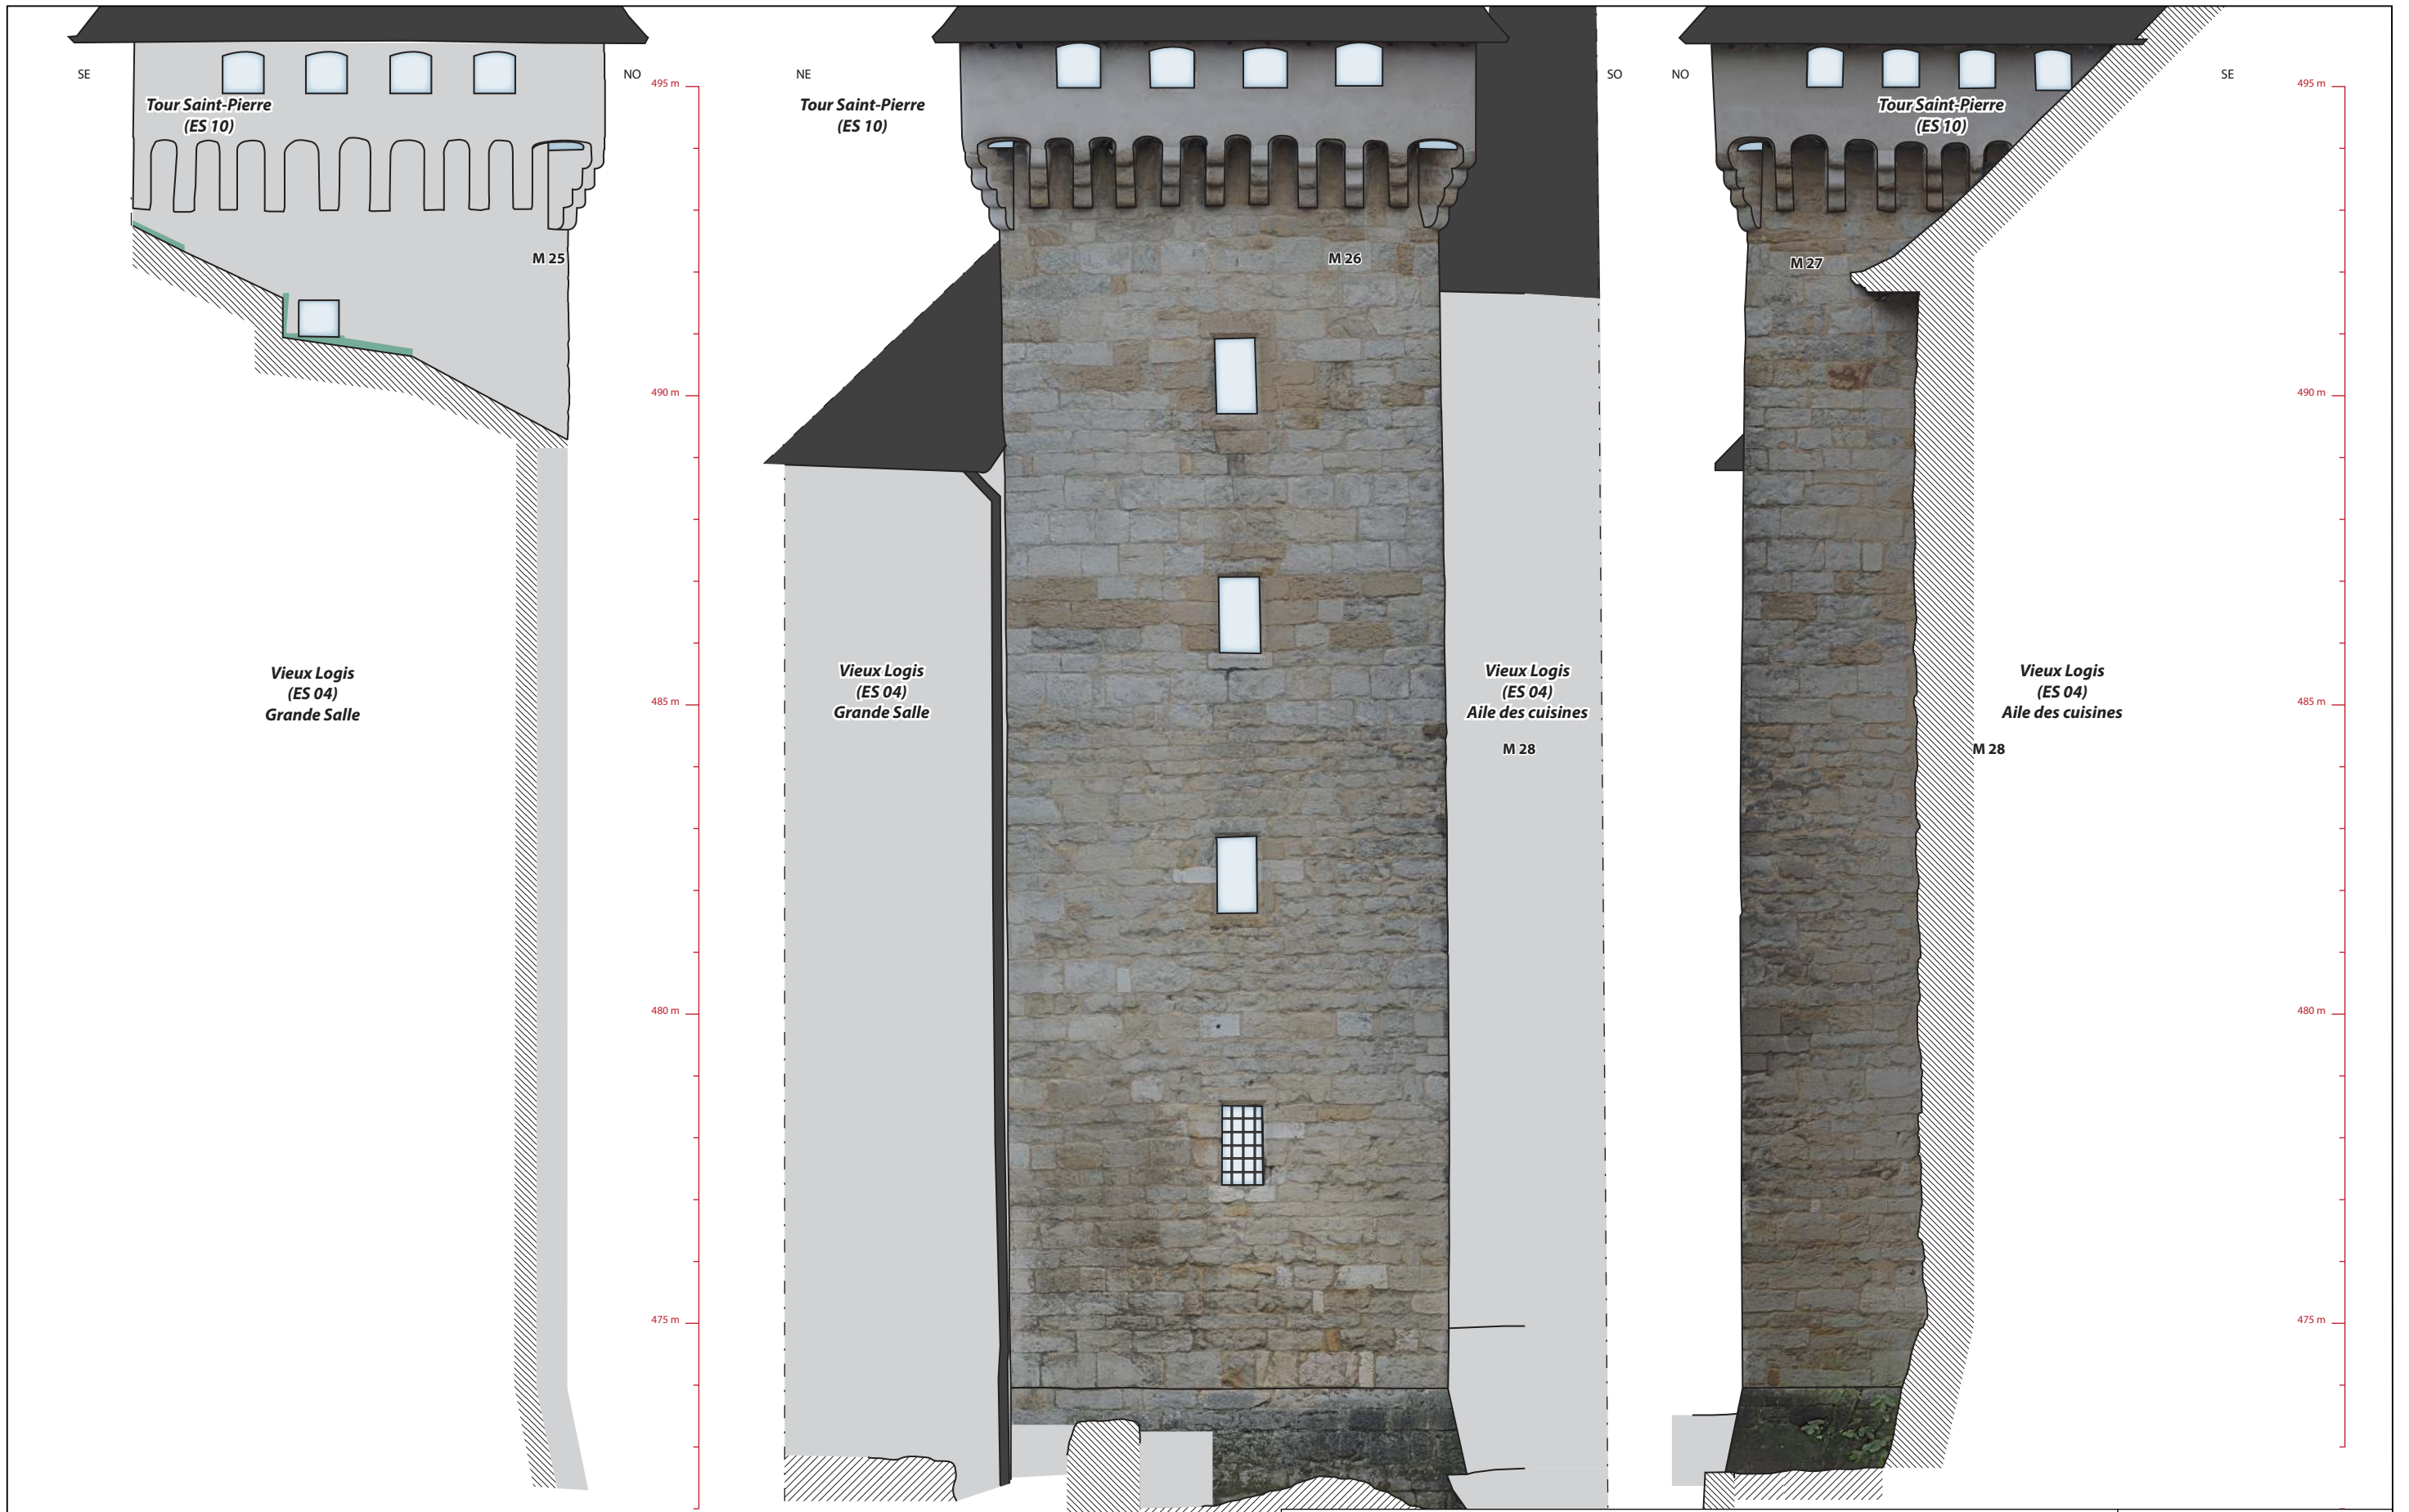 SE
NO
Tour Saint-Pierre
(ES 10)
M 25
Vieux Logis
(ES 04)
Grande Salle
495 m
490 m
485 m
480 m
475 m
NE
SO
Tour Saint-Pierre
(ES 10)
M 26
Vieux Logis
(ES 04)
Grande Salle
Vieux Logis
(ES 04)
Aile des cuisines
M 28
NO
SE
Tour Saint-Pierre
(ES 10)
M 27
Vieux Logis
(ES 04)
Aile des cuisines
M 28
495 m
490 m
485 m
480 m
475 m